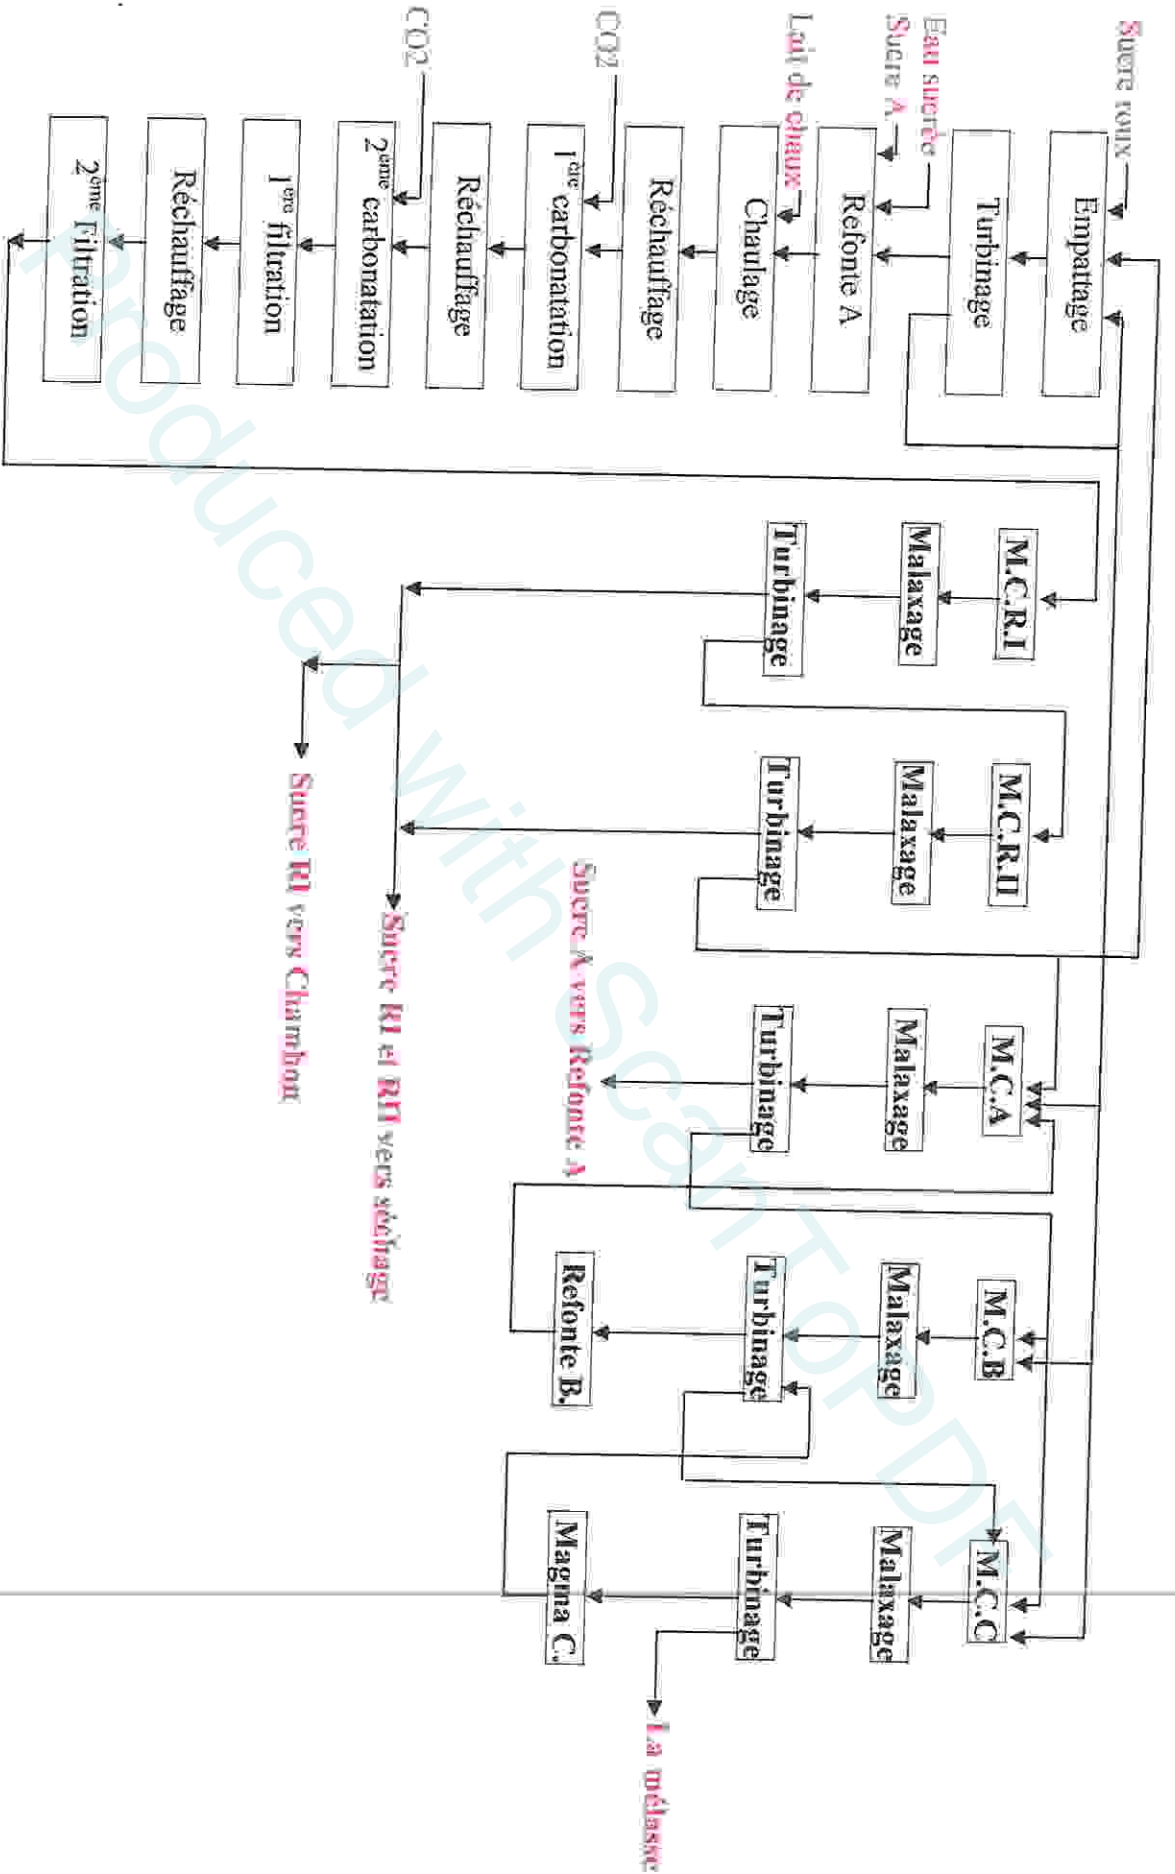 Sucre roux
Empattage
Turbinage
Eau sucrée
Sucre A
Refonte A
Lait de chaux
Chaulage
Réchauffage
CO2
1ère carbonatation
Réchauffage
CO2
2ème carbonatation
1ère filtration
Réchauffage
2ème Filtration
M.C.R.I
Malaxage
Turbinage
Sucre RI vers Chambon
M.C.R.II
Malaxage
Turbinage
Sucre RI et RII vers séchage
M.C.A
Malaxage
Turbinage
Sucre A vers Refonte A
M.C.B
Malaxage
Turbinage
Refonte B.
M.C.C
Malaxage
Turbinage
Magma C.
La mélasse
Produced with ScanTOPDF